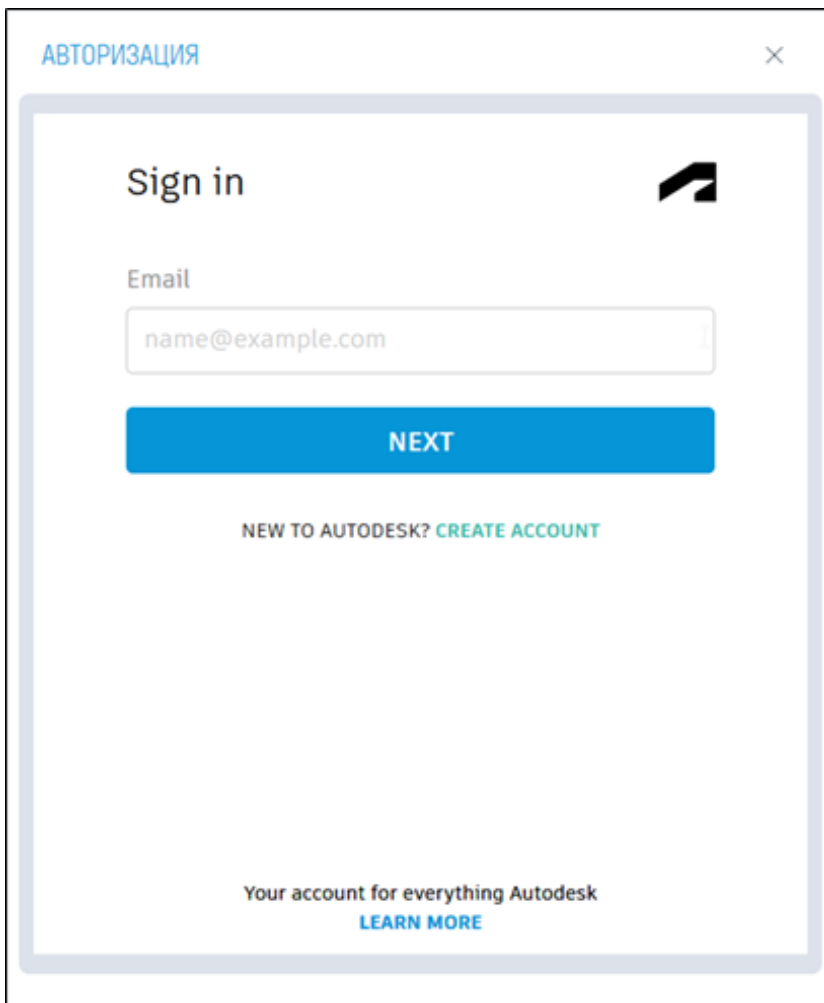 АВТОРИЗАЦИЯ
Sign in
Email
name@example.com
NEXT
NEW TO AUTODESK? CREATE ACCOUNT
Your account for everything Autodesk
LEARN MORE